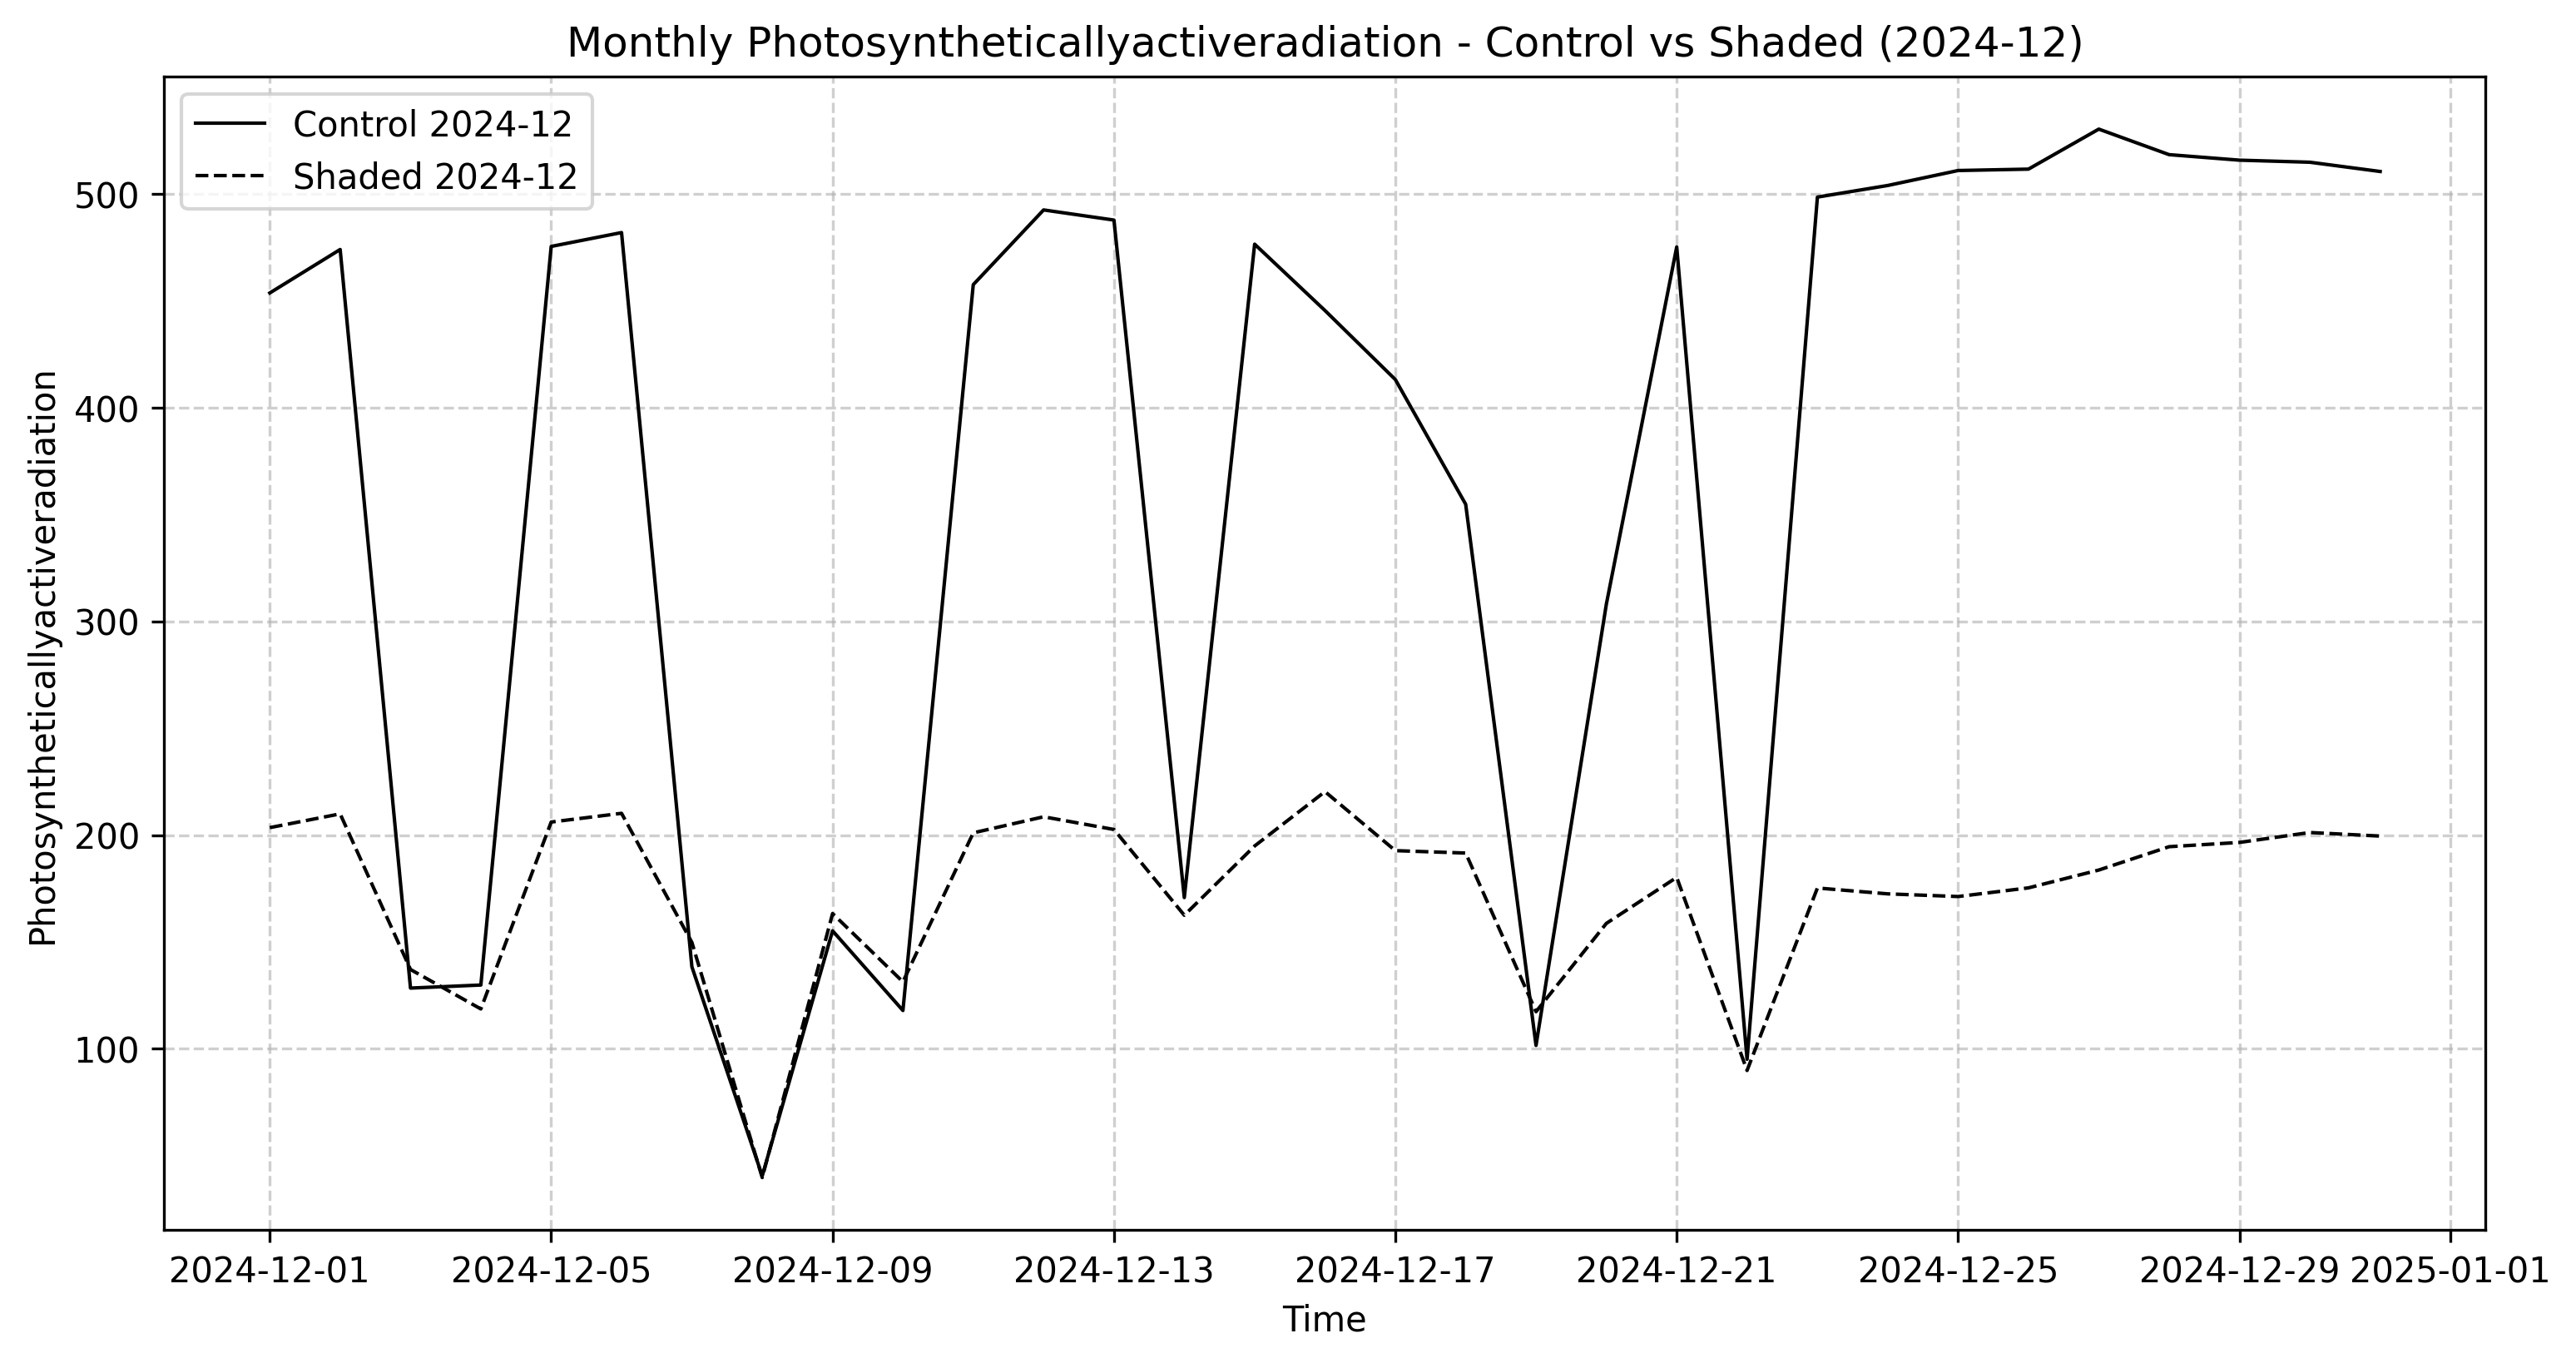 Monthly Photosyntheticallyactiveradiation - Control vs Shaded (2024-12)
Control 2024-12
Shaded 2024-12
Photosyntheticallyactiveradiation
500
400
300
200
100
2024-12-01 2024-12-05 2024-12-09 2024-12-13 2024-12-17 2024-12-21 2024-12-25 2024-12-29 2025-01-01
Time